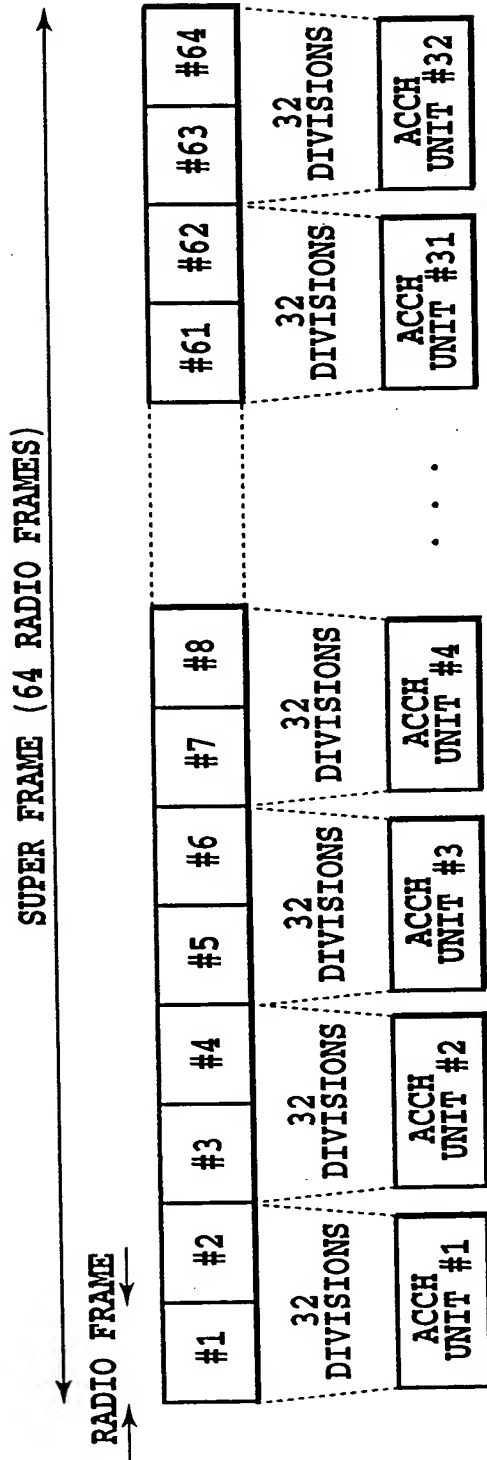 SUPER FRAME (64 RADIO FRAMES)
RADIO FRAME
#1 #2 #3 #4 #5 #6 #7 #8 #61 #62 #63 #64
32
DIVISIONS
32
DIVISIONS
32
DIVISIONS
32
DIVISIONS
32
DIVISIONS
32
DIVISIONS
ACCH
UNIT #1
ACCH
UNIT #2
ACCH
UNIT #3
ACCH
UNIT #4
. . .
ACCH
UNIT #31
ACCH
UNIT #32